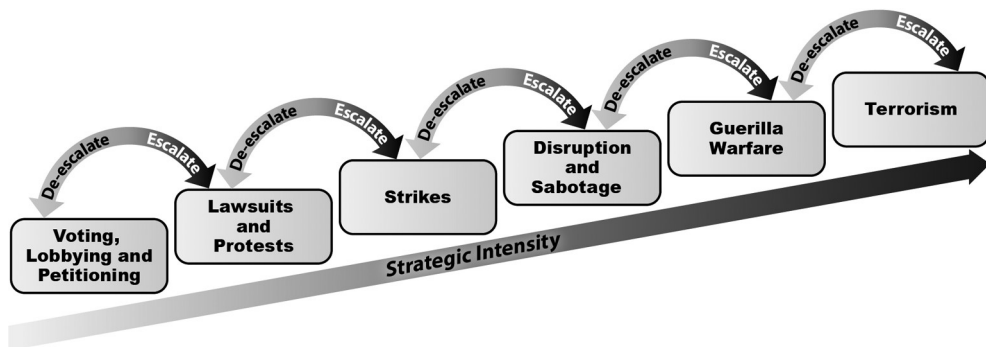 De-escalate
Escalate
De-escalate
Escalate
De-escalate
Escalate
De-escalate
Escalate
De-escalate
Escalate
Voting,
Lobbying and
Petitioning
Lawsuits
and
Protests
Strikes
Disruption
and
Sabotage
Guerilla
Warfare
Terrorism
Strategic Intensity